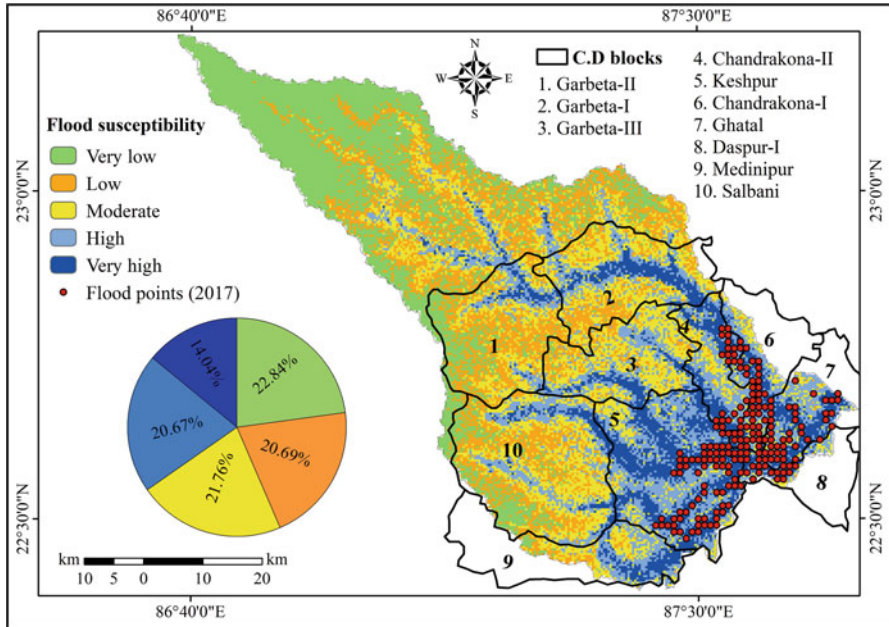 86°40'0"E
87°30'0"E
N
W
E
S
C.D blocks
1. Garbeta-II
2. Garbeta-I
3. Garbeta-III
4. Chandrakona-II
5. Keshpur
6. Chandrakona-I
7. Ghatal
8. Daspur-I
9. Medinipur
10. Salbani
Flood susceptibility
Very low
Low
Moderate
High
Very high
Flood points (2017)
23°0'0"N
23°0'0"N
22°30'0"N
22°30'0"N
1
2
3
4
5
6
7
8
9
10
14.04%
22.84%
20.67%
20.69%
21.76%
km
km
10
5
0
10
20
86°40'0"E
87°30'0"E